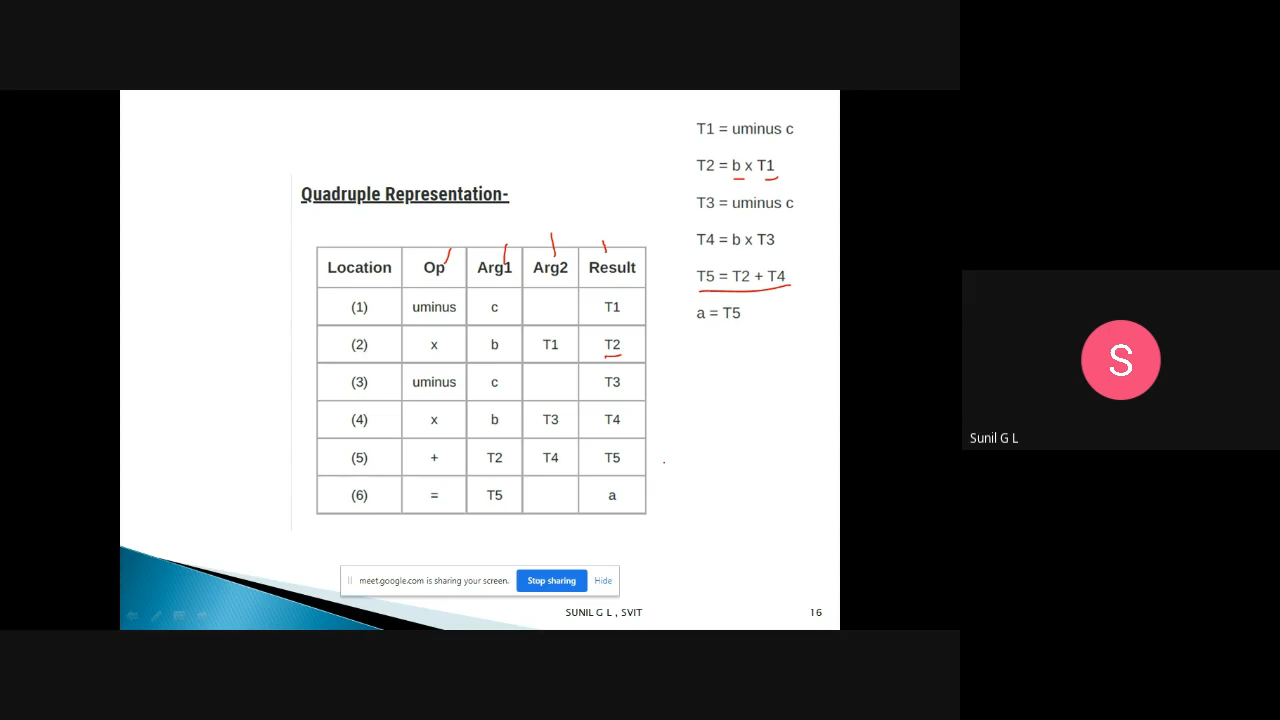 T1 = uminus c
T2 = b x T1
T3 = uminus c
T4 = b x T3
T5 = T2 + T4
a = T5
Quadruple Representation-
Location Op Arg1 Arg2 Result
(1) uminus c T1
(2) x b T1 T2
(3) uminus c T3
(4) x b T3 T4
(5) + T2 T4 T5
(6) = T5 a
meet.google.com is sharing your screen. Stop sharing Hide
SUNIL G L , SVIT 16
S
Sunil G L